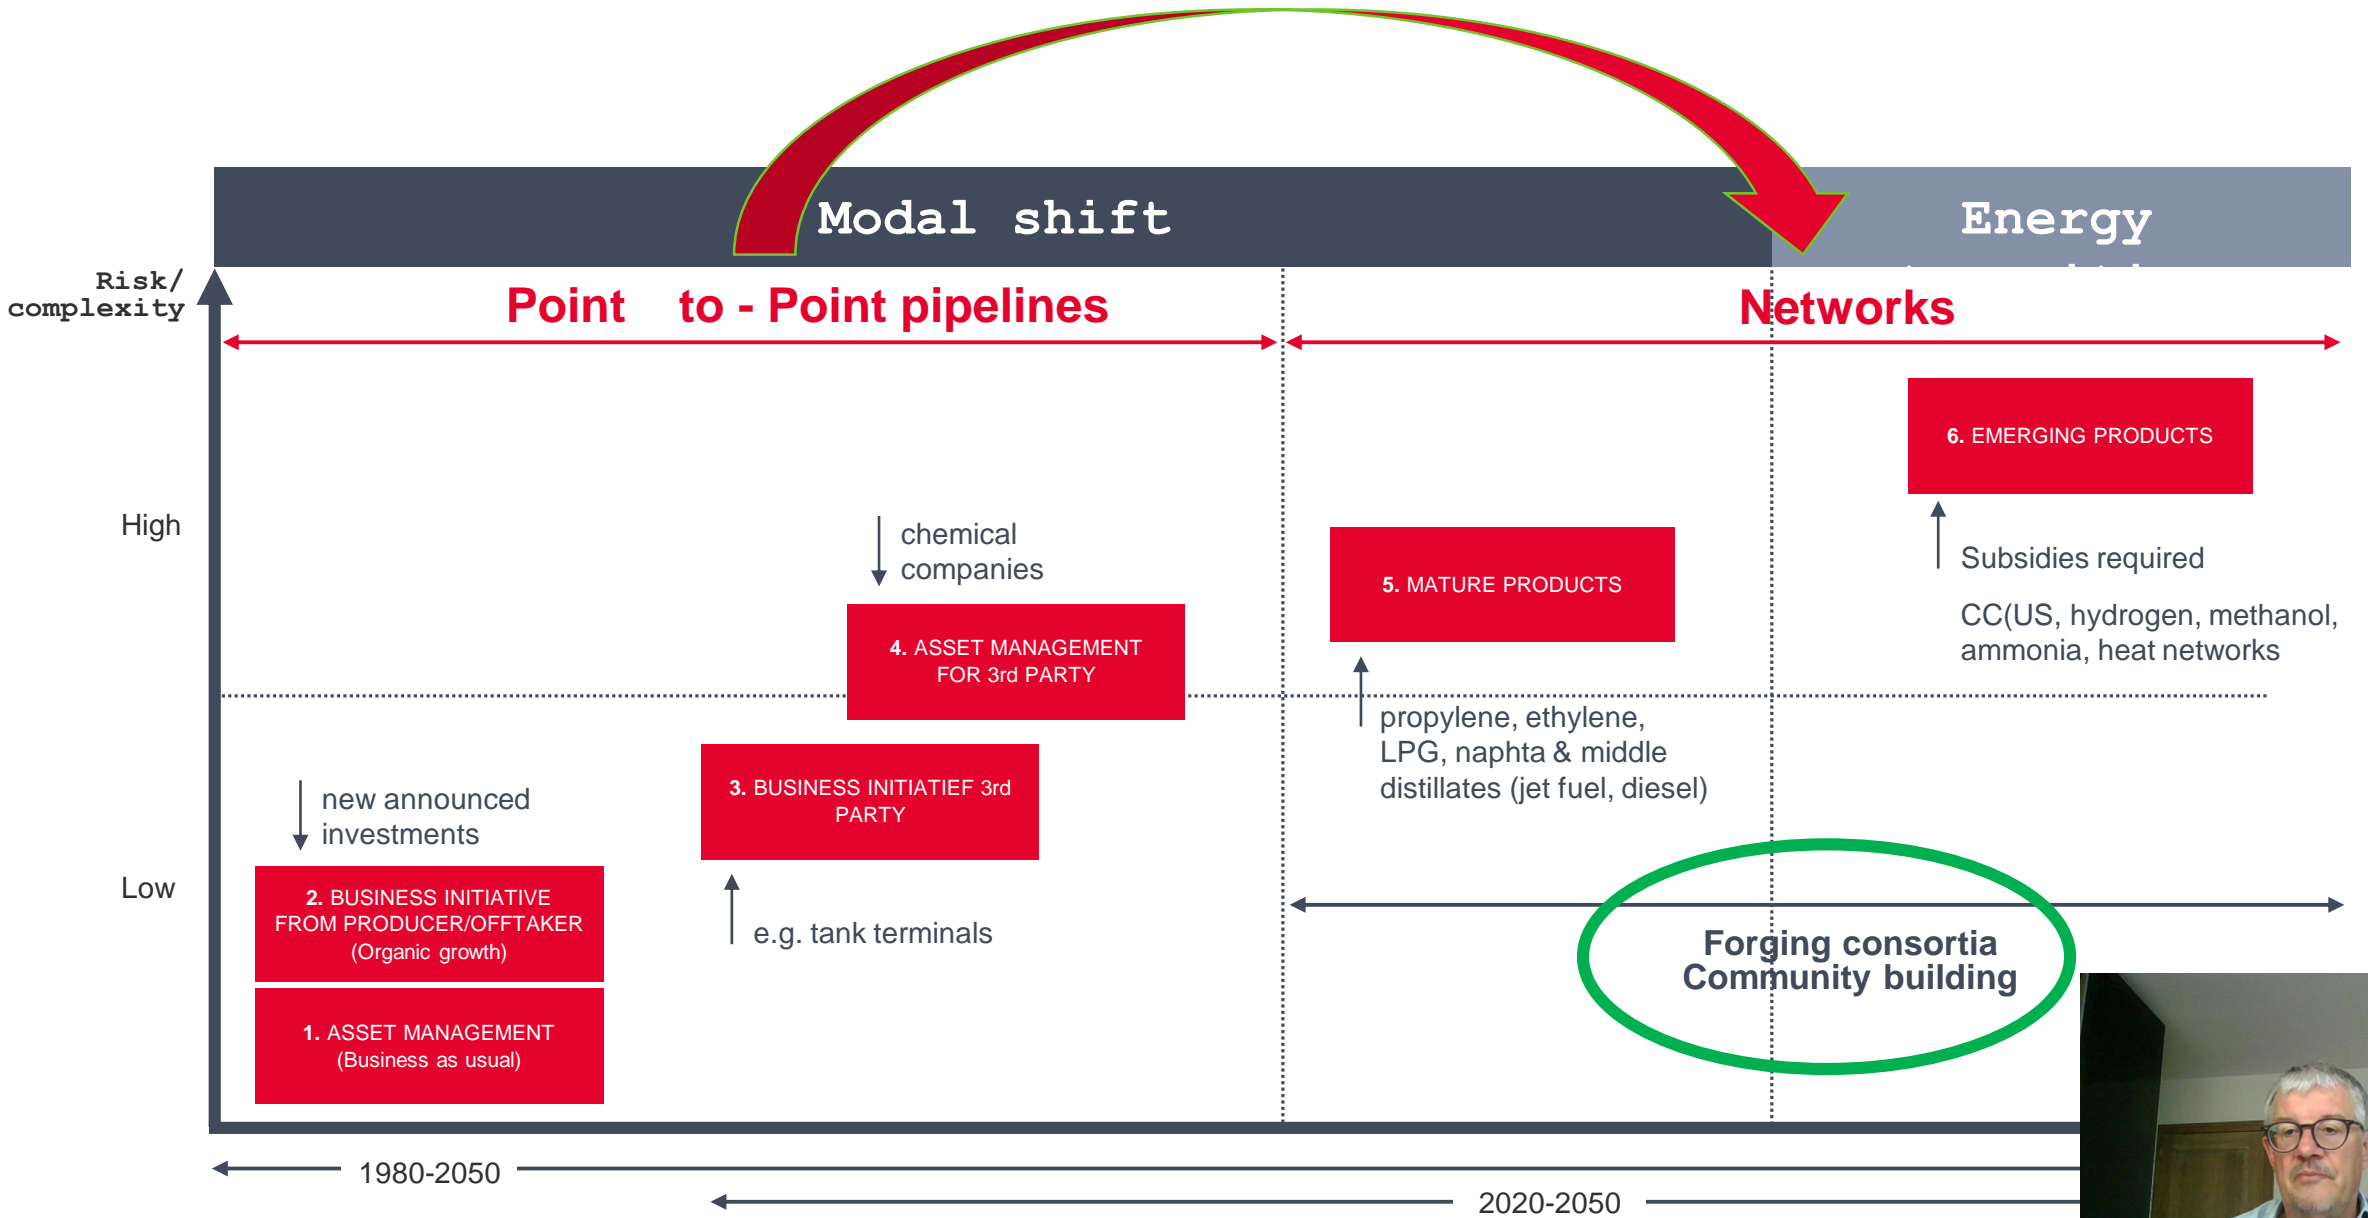 Modal shift
Energy
Risk/
complexity
Point to - Point pipelines
Networks
6. EMERGING PRODUCTS
High
chemical
companies
5. MATURE PRODUCTS
Subsidies required
CC(US, hydrogen, methanol,
ammonia, heat networks
4. ASSET MANAGEMENT
FOR 3rd PARTY
propylene, ethylene,
LPG, naphta & middle
distillates (jet fuel, diesel)
3. BUSINESS INITIATIEF 3rd
PARTY
new announced
investments
Low
2. BUSINESS INITIATIVE
FROM PRODUCER/OFFTAKER
(Organic growth)
e.g. tank terminals
Forging consortia
Community building
1. ASSET MANAGEMENT
(Business as usual)
1980-2050
2020-2050